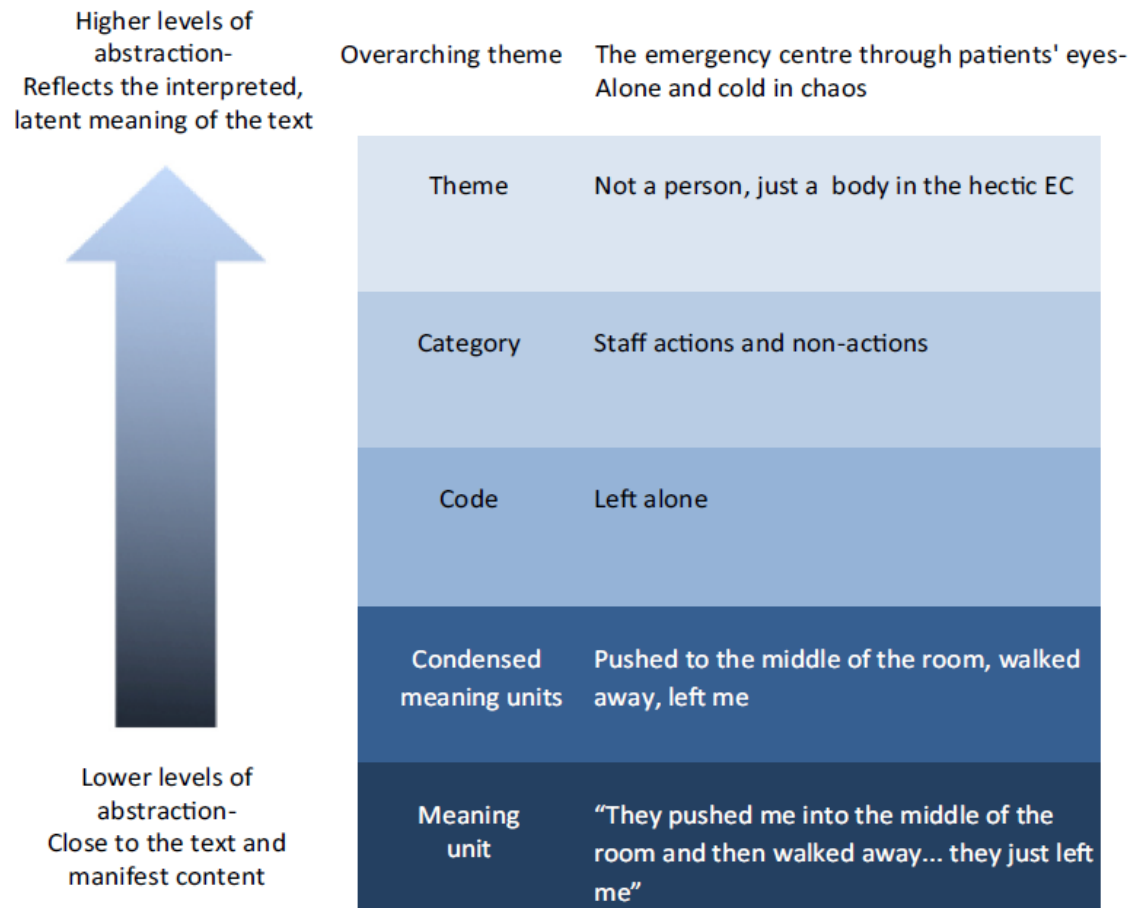 Higher levels of
abstraction-
Reflects the interpreted,
latent meaning of the text
Overarching theme
The emergency centre through patients' eyes-
Alone and cold in chaos
Theme
Not a person, just a body in the hectic EC
Category
Staff actions and non-actions
Code
Left alone
Condensed
meaning units
Pushed to the middle of the room, walked
away, left me
Lower levels of
abstraction-
Close to the text and
manifest content
Meaning
unit
“They pushed me into the middle of the
room and then walked away... they just left
me”